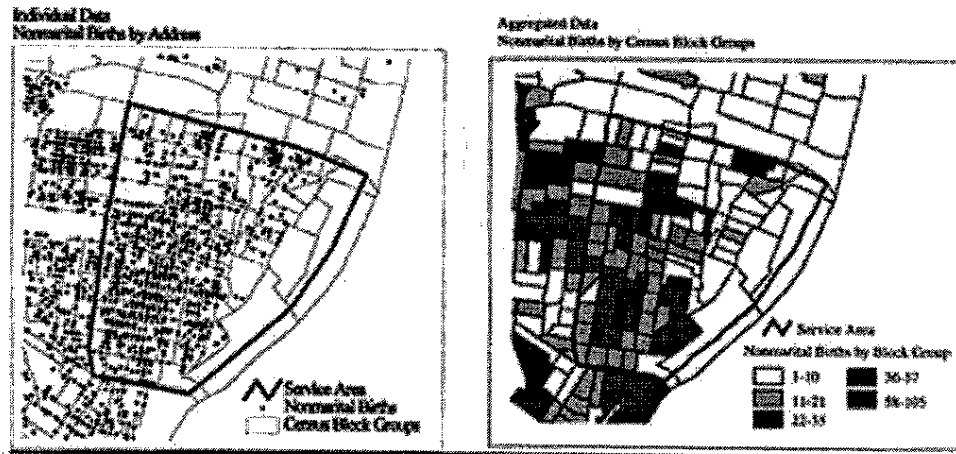 Individual Data
Nonmarital Births by Address
Service Area
Nonmarital Births
Census Block Groups
Aggregated Data
Nonmarital Births by Census Block Groups
Service Area
Nonmarital Births by Block Group
1-10
11-21
22-35
36-57
58-105